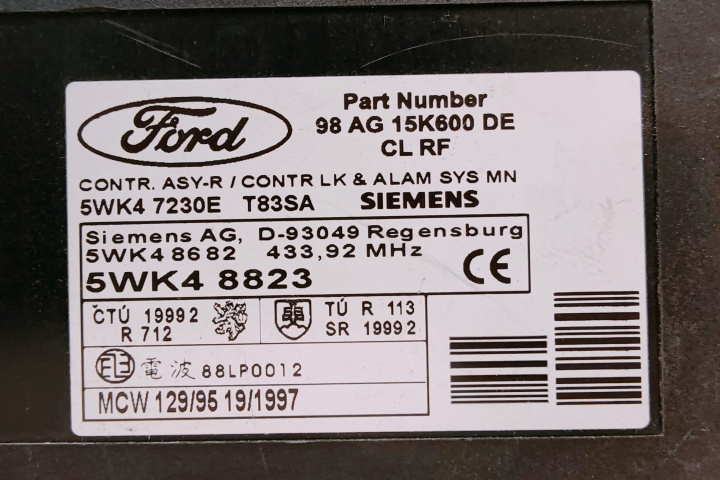 Ford
Part Number
98 AG 15K600 DE
CL RF
CONTR. ASY-R / CONTR LK & ALAM SYS MN
5WK4 7230E T83SA SIEMENS
Siemens AG, D-93049 Regensburg
5WK4 8682 433,92 MHz
5WK4 8823
CE
ČTÚ 1999 2
R 712
TÚ R 113
SR 1999 2
電波 88LP0012
MCW 129/95 19/1997